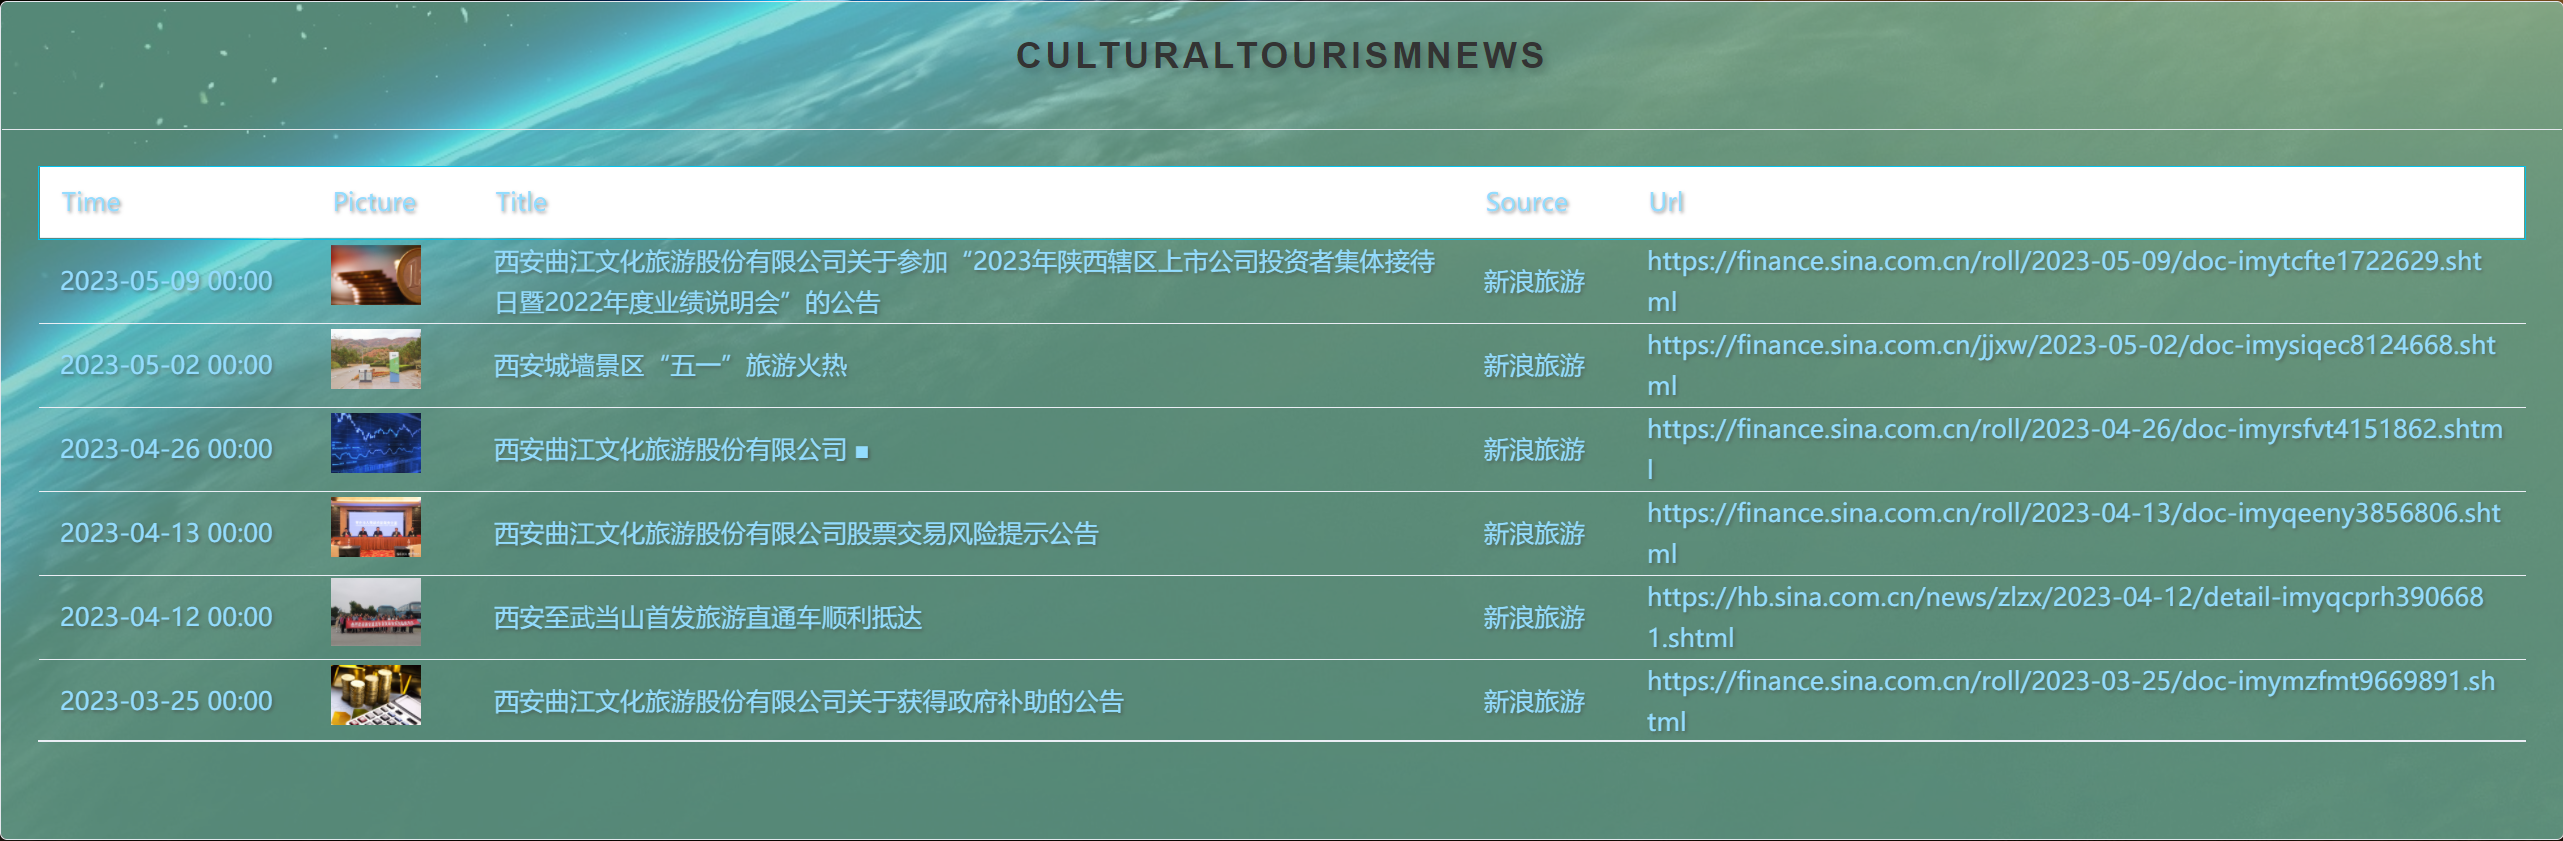 CULTURALTOURISMNEWS
Time Picture Title Source Url
2023-05-09 00:00 西安曲江文化旅游股份有限公司关于参加“2023年陕西辖区上市公司投资者集体接待 新浪旅游 https://finance.sina.com.cn/roll/2023-05-09/doc-imytcfte1722629.sht
日暨2022年度业绩说明会”的公告 ml
2023-05-02 00:00 西安城墙景区“五一”旅游火热 新浪旅游 https://finance.sina.com.cn/jjxw/2023-05-02/doc-imysiqec8124668.sht
ml
2023-04-26 00:00 西安曲江文化旅游股份有限公司 ■ 新浪旅游 https://finance.sina.com.cn/roll/2023-04-26/doc-imyrsfvt4151862.shtm
l
2023-04-13 00:00 西安曲江文化旅游股份有限公司股票交易风险提示公告 新浪旅游 https://finance.sina.com.cn/roll/2023-04-13/doc-imyqeeny3856806.sht
ml
2023-04-12 00:00 西安至武当山首发旅游直通车顺利抵达 新浪旅游 https://hb.sina.com.cn/news/zlzx/2023-04-12/detail-imyqcprh390668
1.shtml
2023-03-25 00:00 西安曲江文化旅游股份有限公司关于获得政府补助的公告 新浪旅游 https://finance.sina.com.cn/roll/2023-03-25/doc-imymzfmt9669891.sh
tml